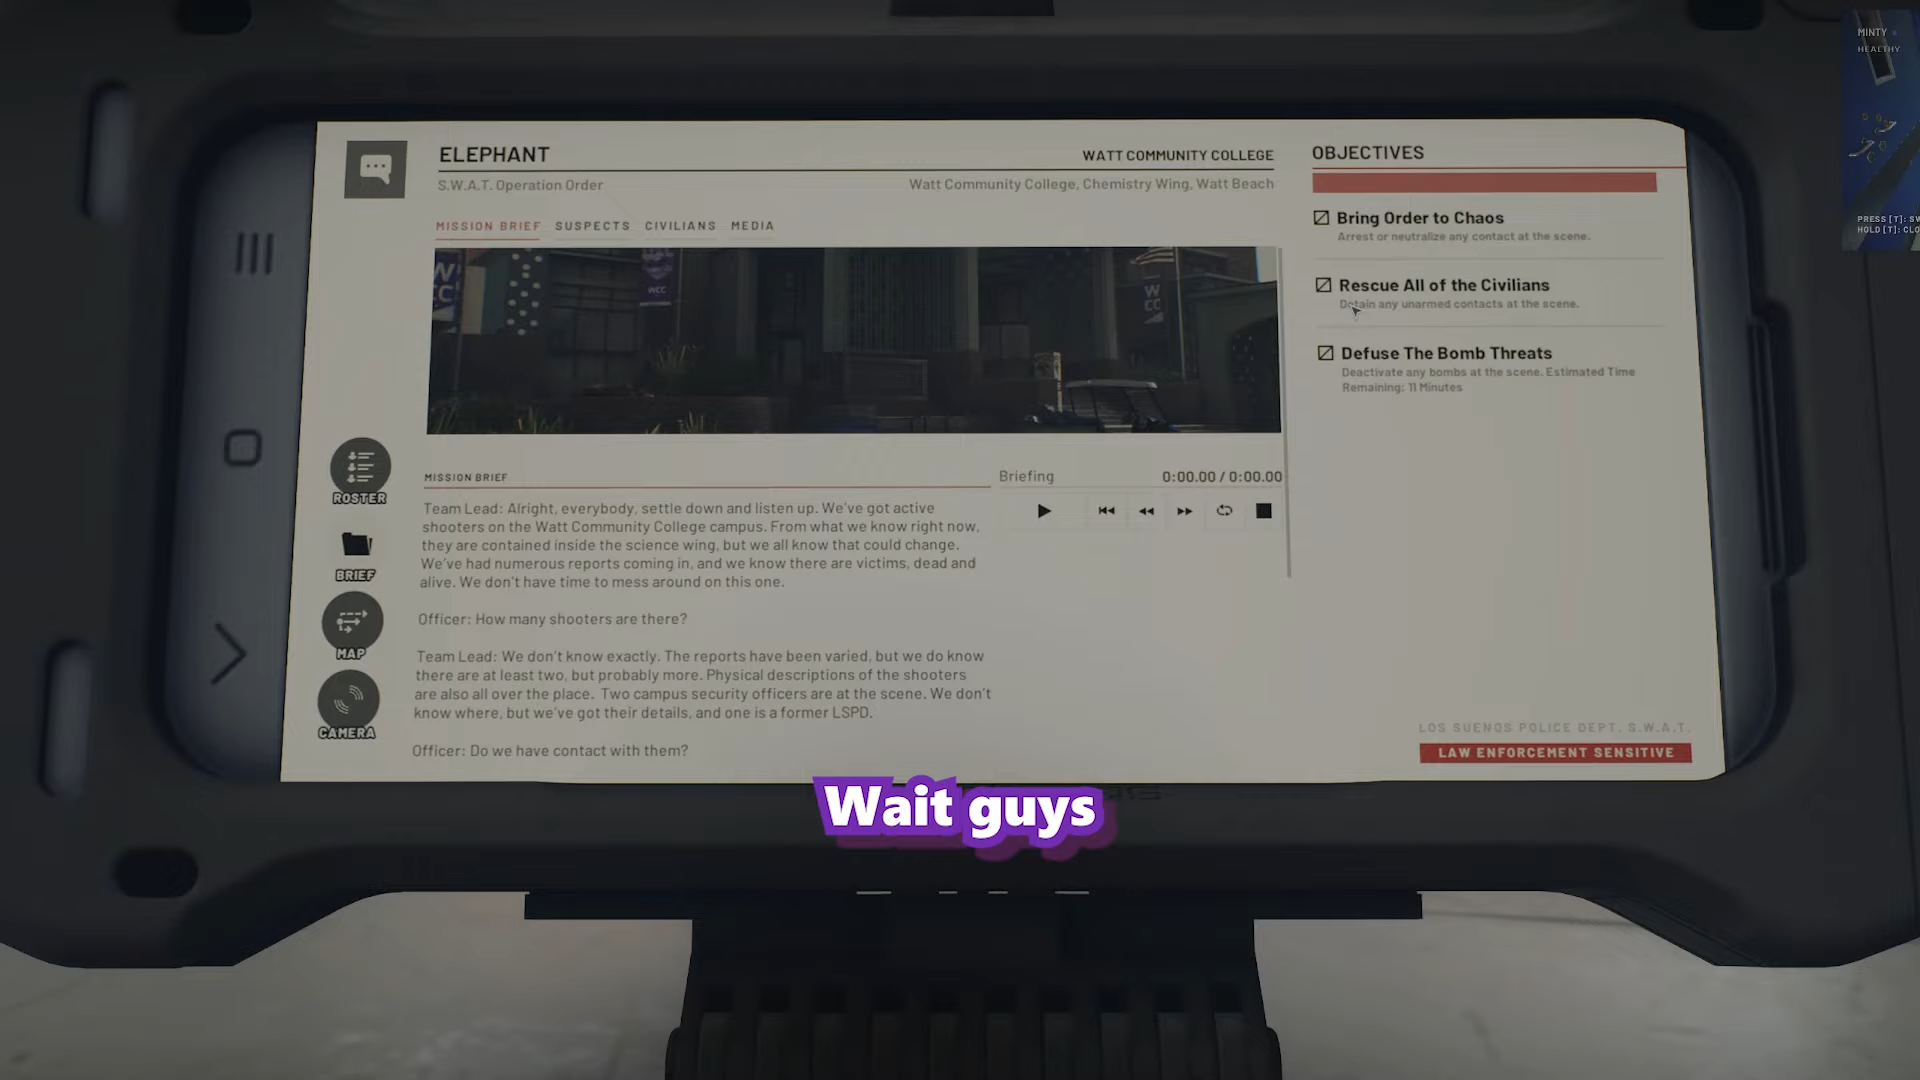 MINTY
HEALTHY
PRESS [T]: SW
HOLD [T]: CLO
ELEPHANT
WATT COMMUNITY COLLEGE
S.W.A.T. Operation Order
Watt Community College, Chemistry Wing, Watt Beach
MISSION BRIEF SUSPECTS CIVILIANS MEDIA
W
WCC
WCC
MISSION BRIEF
Briefing
0:00.00 / 0:00.00
Team Lead: Alright, everybody, settle down and listen up. We've got active
shooters on the Watt Community College campus. From what we know right now,
they are contained inside the science wing, but we all know that could change.
We've had numerous reports coming in, and we know there are victims, dead and
alive. We don't have time to mess around on this one.
Officer: How many shooters are there?
Team Lead: We don't know exactly. The reports have been varied, but we do know
there are at least two, but probably more. Physical descriptions of the shooters
are also all over the place. Two campus security officers are at the scene. We don't
know where, but we've got their details, and one is a former LSPD.
Officer: Do we have contact with them?
ROSTER
BRIEF
MAP
CAMERA
OBJECTIVES
Bring Order to Chaos
Arrest or neutralize any contact at the scene.
Rescue All of the Civilians
Detain any unarmed contacts at the scene.
Defuse The Bomb Threats
Deactivate any bombs at the scene. Estimated Time
Remaining: 11 Minutes
LOS SUENOS POLICE DEPT. S.W.A.T.
LAW ENFORCEMENT SENSITIVE
Wait guys